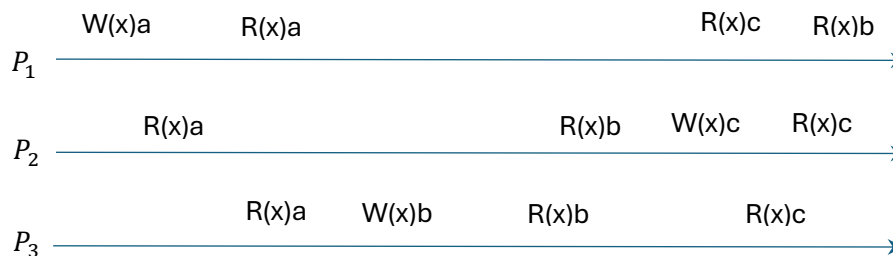 W(x)a R(x)a R(x)c R(x)b
P1
R(x)a R(x)b W(x)c R(x)c
P2
R(x)a W(x)b R(x)b R(x)c
P3